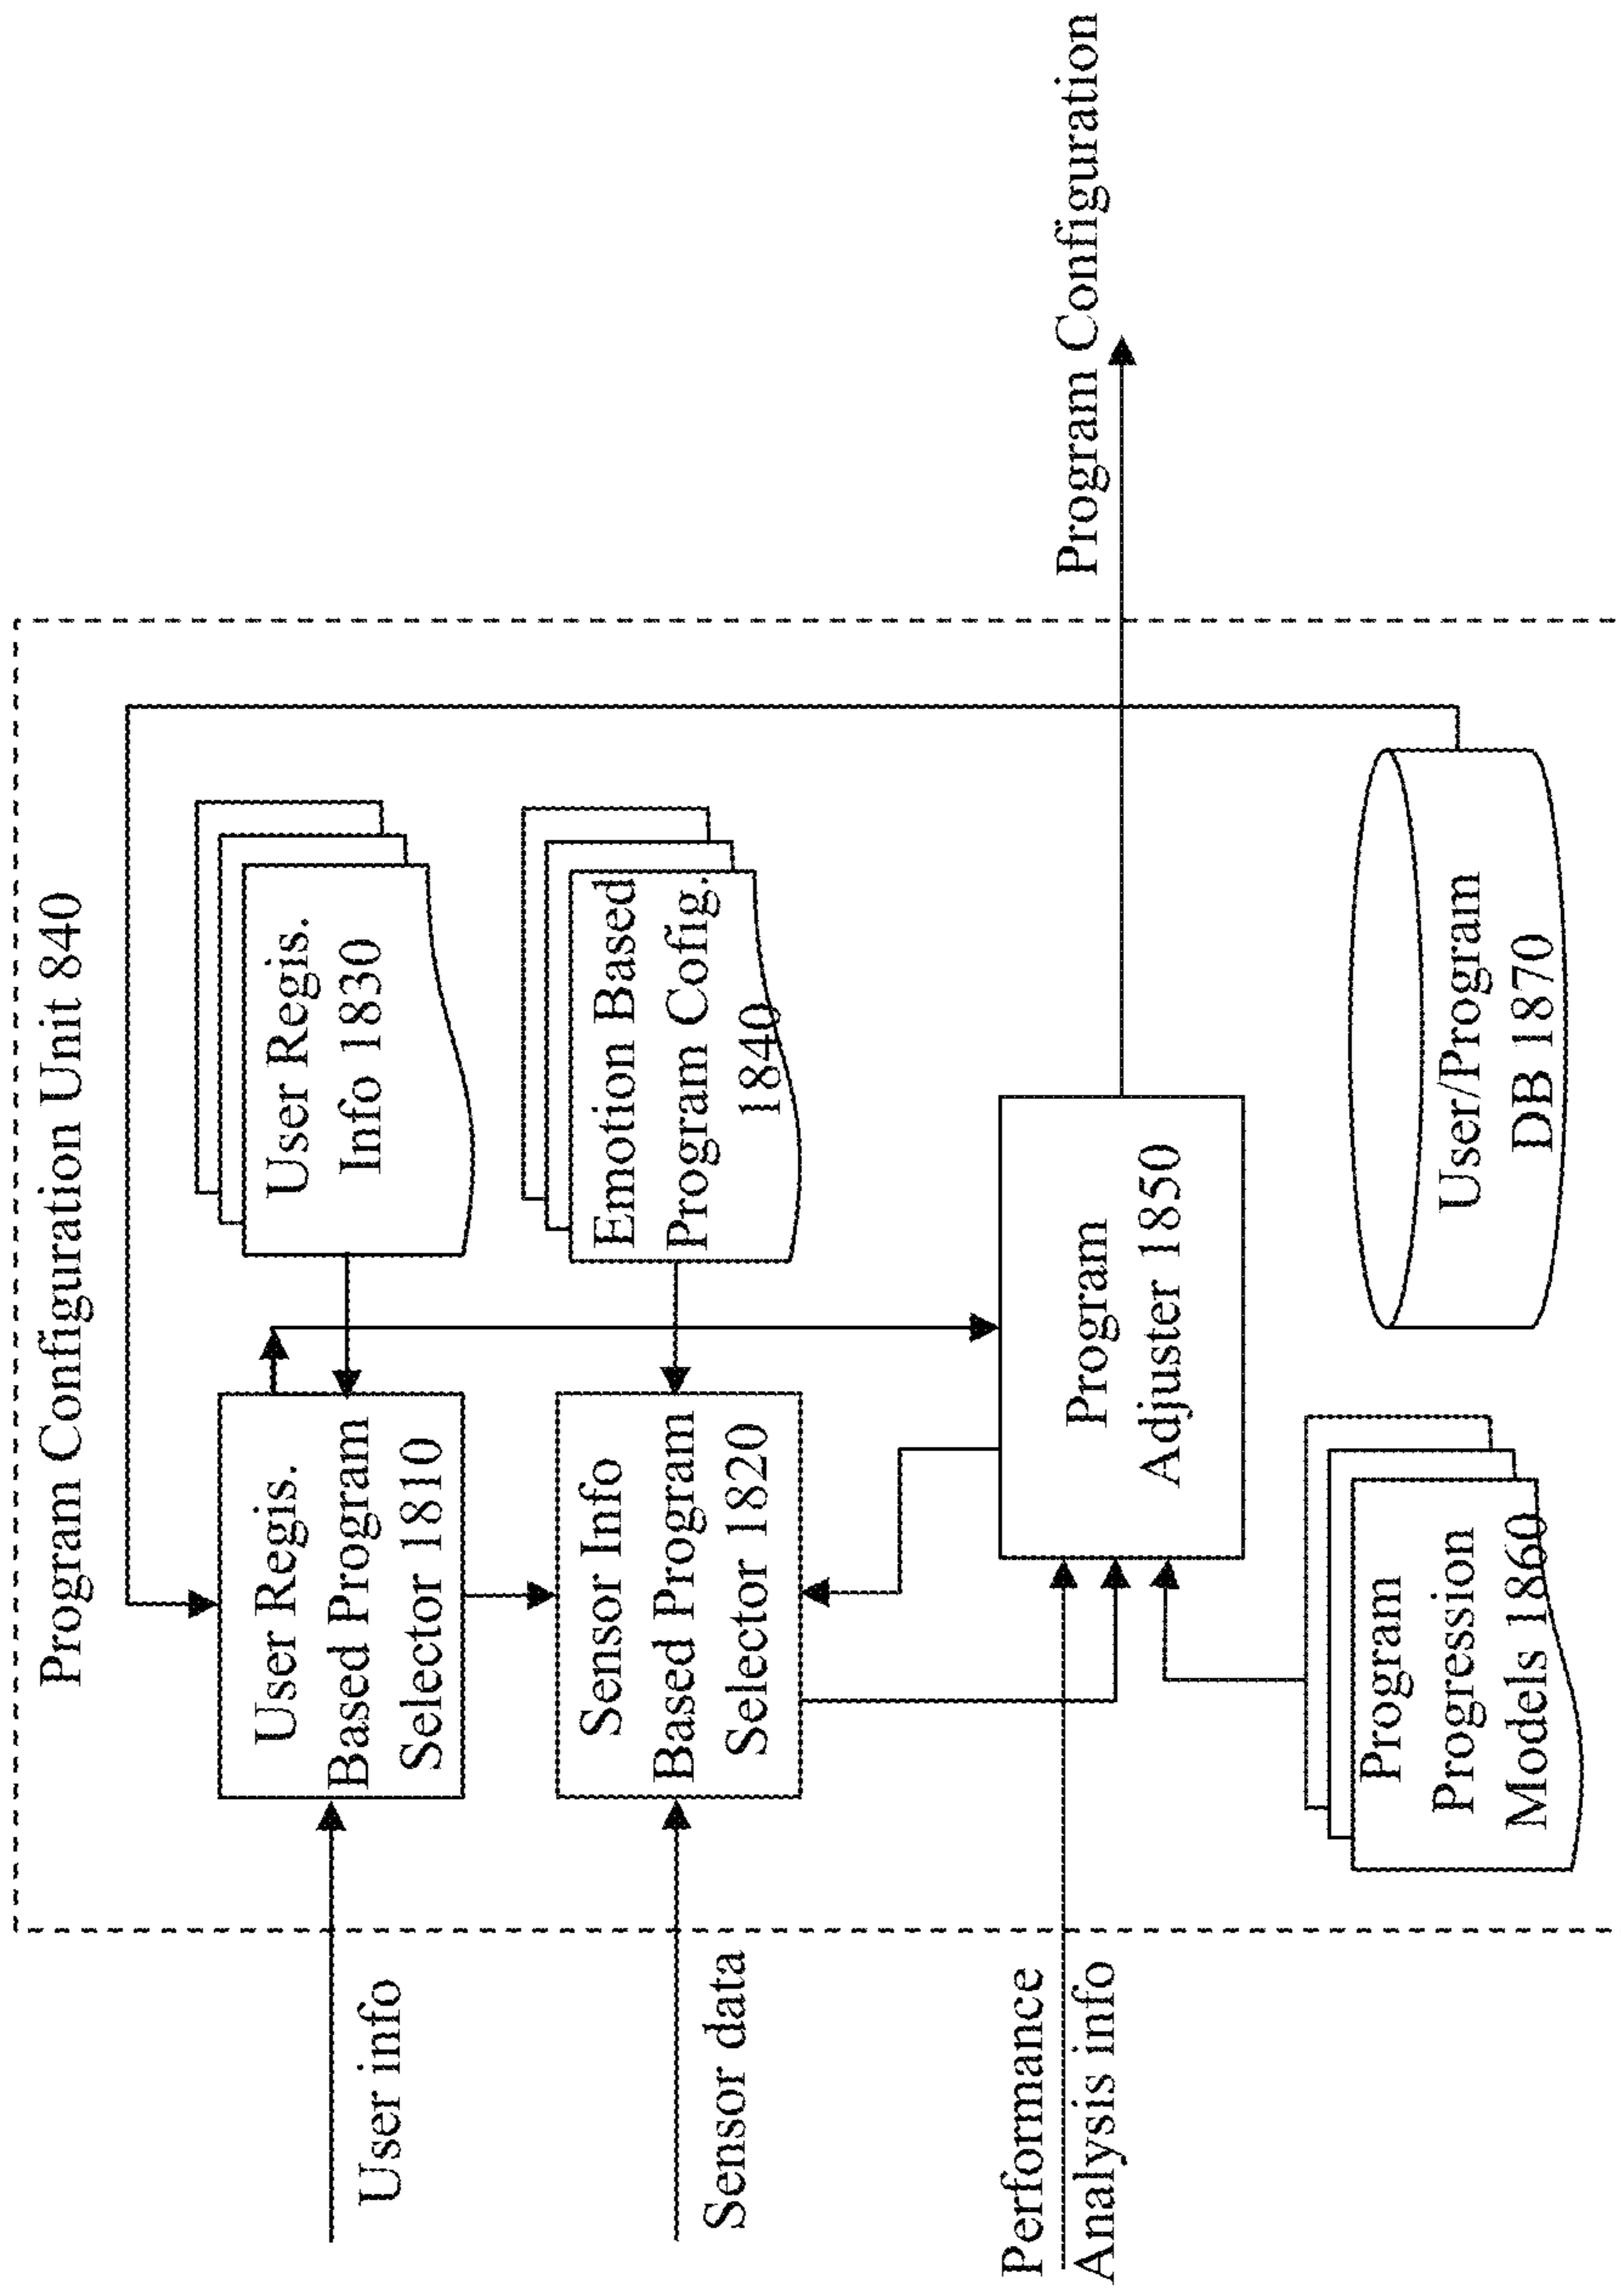 Program Configuration Unit 840
User info
User Regis.
Based Program
Selector 1810
User Regis.
Info 1830
Sensor data
Sensor Info
Based Program
Selector 1820
Emotion Based
Program Cofig.
1840
Performance
Analysis info
Program
Adjuster 1850
Program Configuration
Program
Progression
Models 1860
User/Program
DB 1870